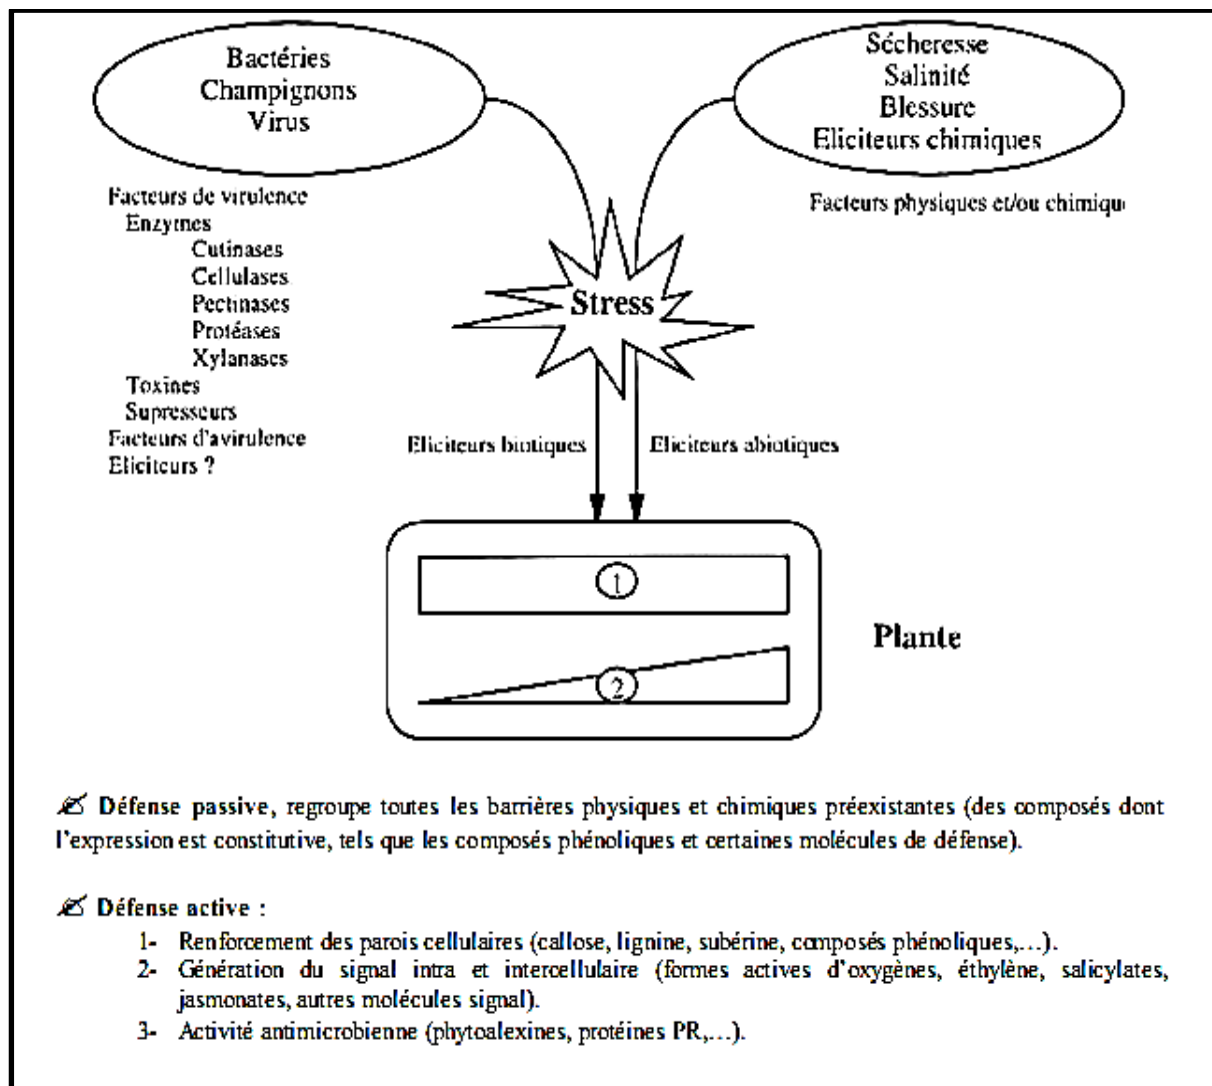 Bactéries
Champignons
Virus
Sécheresse
Salinité
Blessure
Eliciteurs chimiques
Facteurs de virulence
Enzymes
Cutinases
Cellulases
Pectinases
Protéases
Xylanases
Toxines
Supresseurs
Facteurs d'avirulence
Eliciteurs ?
Facteurs physiques et/ou chimiqu
Stress
Eliciteurs biotiques
Eliciteurs abiotiques
1
2
Plante
Défense passive, regroupe toutes les barrières physiques et chimiques préexistantes (des composés dont
l'expression est constitutive, tels que les composés phénoliques et certaines molécules de défense).
Défense active :
1- Renforcement des parois cellulaires (callose, lignine, subérine, composés phénoliques,…).
2- Génération du signal intra et intercellulaire (formes actives d'oxygènes, éthylène, salicylates,
jasmonates, autres molécules signal).
3- Activité antimicrobienne (phytoalexines, protéines PR,…).